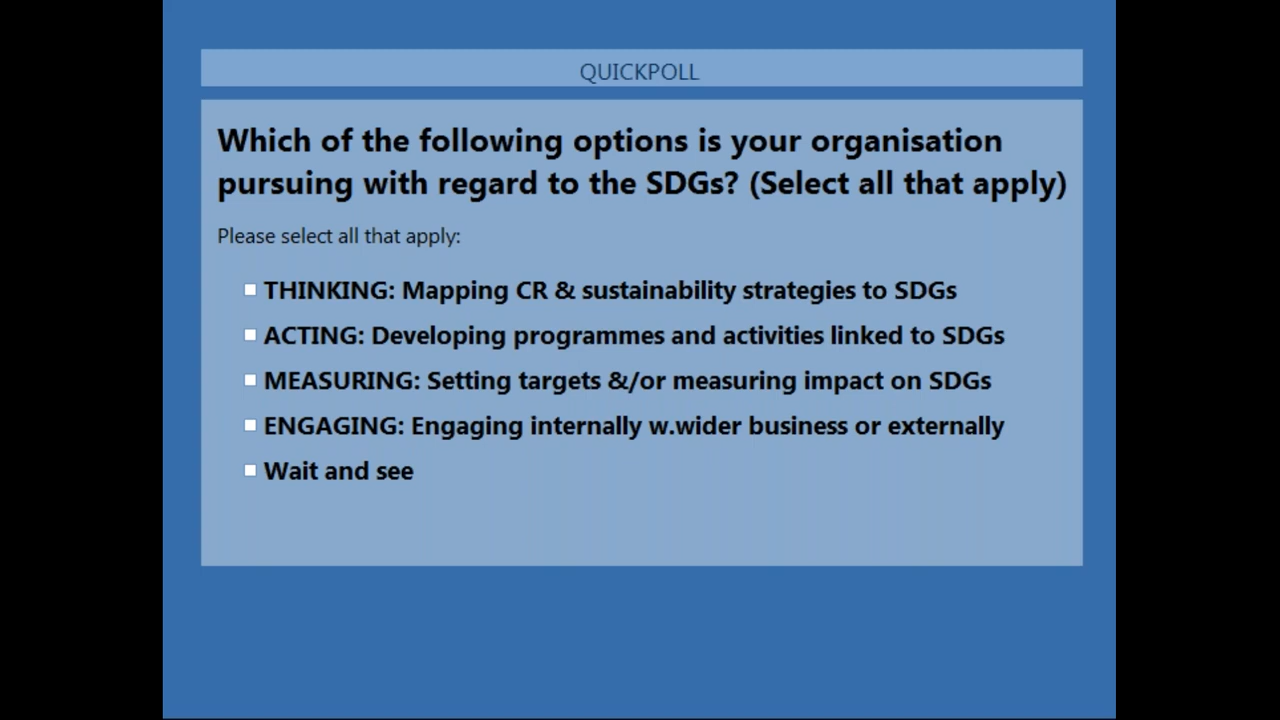 QUICKPOLL
Which of the following options is your organisation
pursuing with regard to the SDGs? (Select all that apply)
Please select all that apply:
THINKING: Mapping CR & sustainability strategies to SDGs
ACTING: Developing programmes and activities linked to SDGs
MEASURING: Setting targets &/or measuring impact on SDGs
ENGAGING: Engaging internally w.wider business or externally
Wait and see